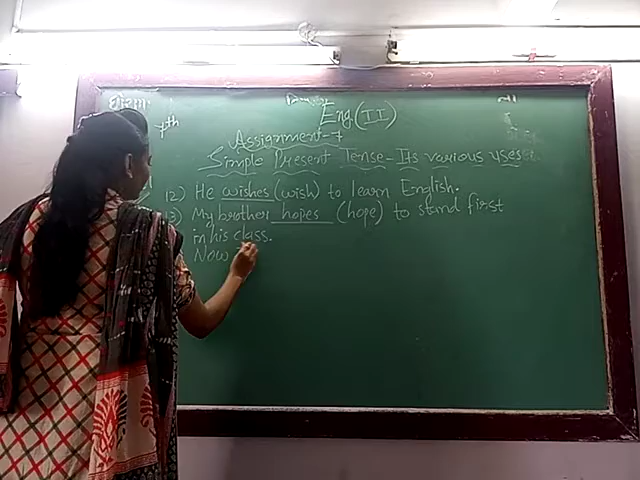 Eng (II)
Assignment-7
Simple Present Tense - Its various uses
12) He wishes (wish) to learn English.
13) My brother hopes (hope) to stand first
in his class.
Now